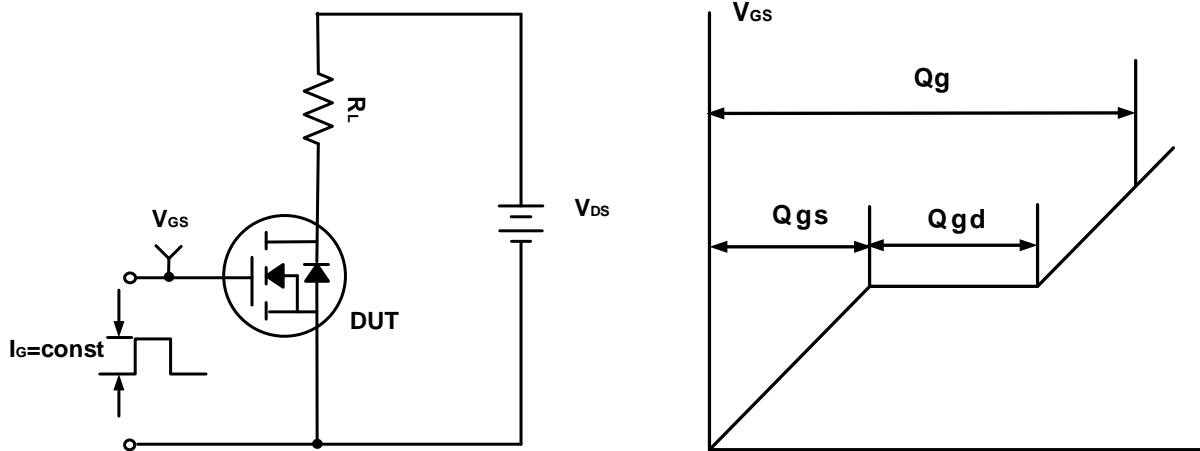 RL
VGS
VDS
DUT
IG=const
VGS
Qg
Qgs
Qgd